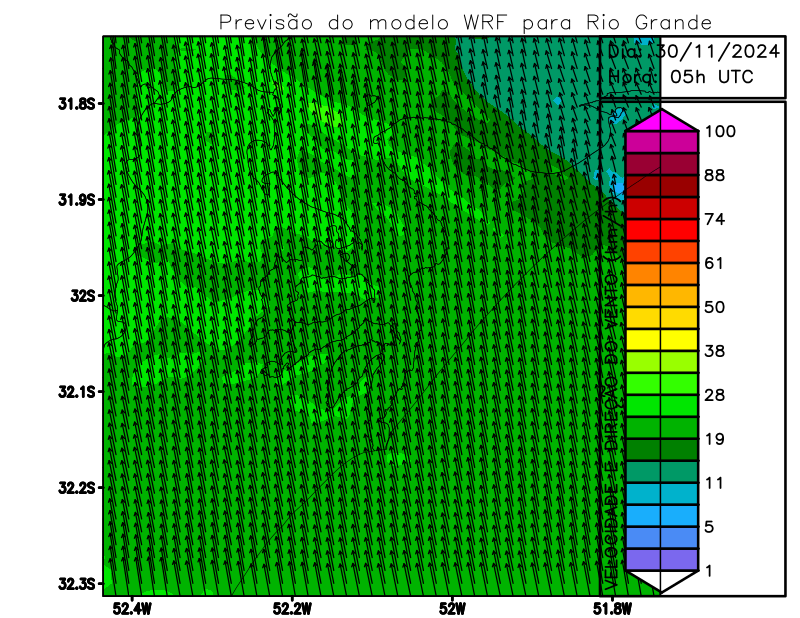 Previsão do modelo WRF para Rio Grande
Dia: 30/11/2024
Hora: 05h UTC
31.8S
31.9S
32S
32.1S
32.2S
32.3S
52.4W
52.2W
52W
51.8W
VELOCIDADE E DIREÇÃO DO VENTO (km/h)
100
88
74
61
50
38
28
19
11
5
1